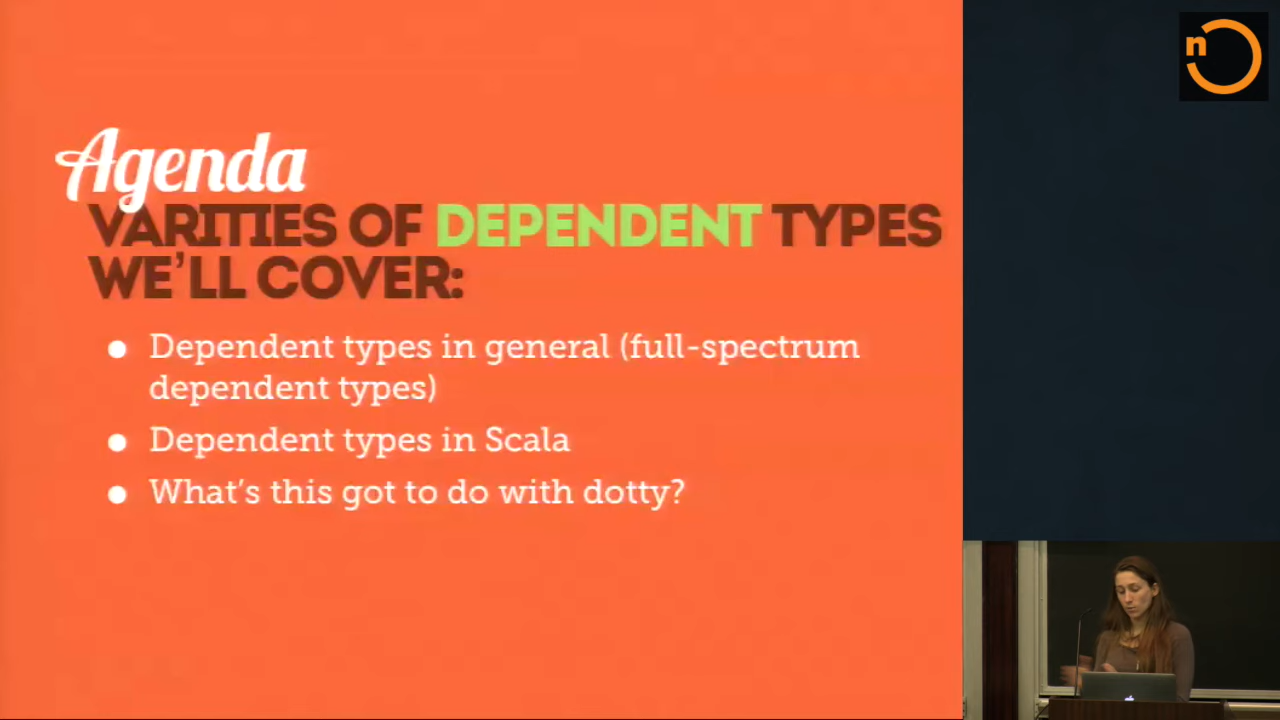 n
Agenda
VARITIES OF DEPENDENT TYPES
WE'LL COVER:
• Dependent types in general (full-spectrum
dependent types)
• Dependent types in Scala
• What's this got to do with dotty?